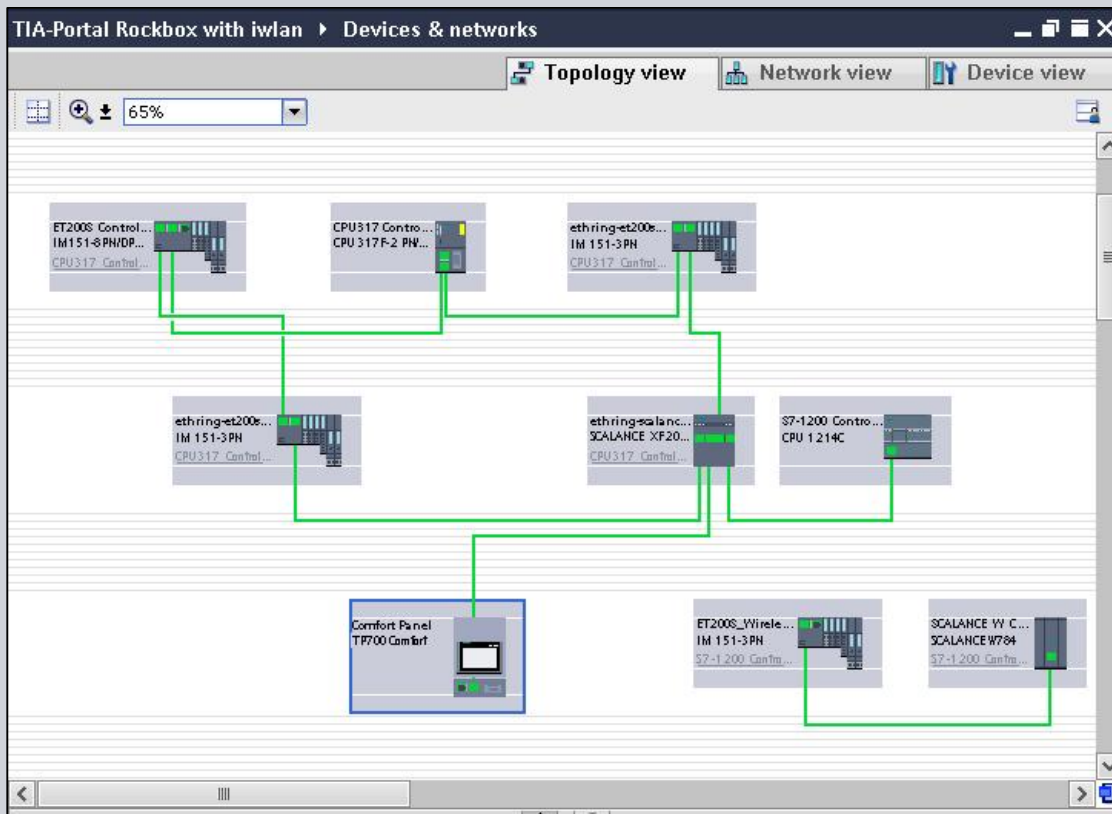 TIA-Portal Rockbox with iwlan ▸ Devices & networks
Topology view
Network view
Device view
65%
ET200S Control...
IM151-8 PN/DP...
CPU317 Control...
CPU317 Contro...
CPU 317F-2 PN/...
ethring-et200s...
IM 151-3PN
CPU317 Control...
ethring-et200s...
IM 151-3PN
CPU317 Control...
ethring-scalanc...
SCALANCE XF20...
CPU317 Control...
S7-1200 Contro...
CPU 1214C
Comfort Panel
TP700 Comfort
ET200S_Wirele...
IM 151-3PN
S7-1200 Contro...
SCALANCE W C...
SCALANCE W784
S7-1200 Contro...